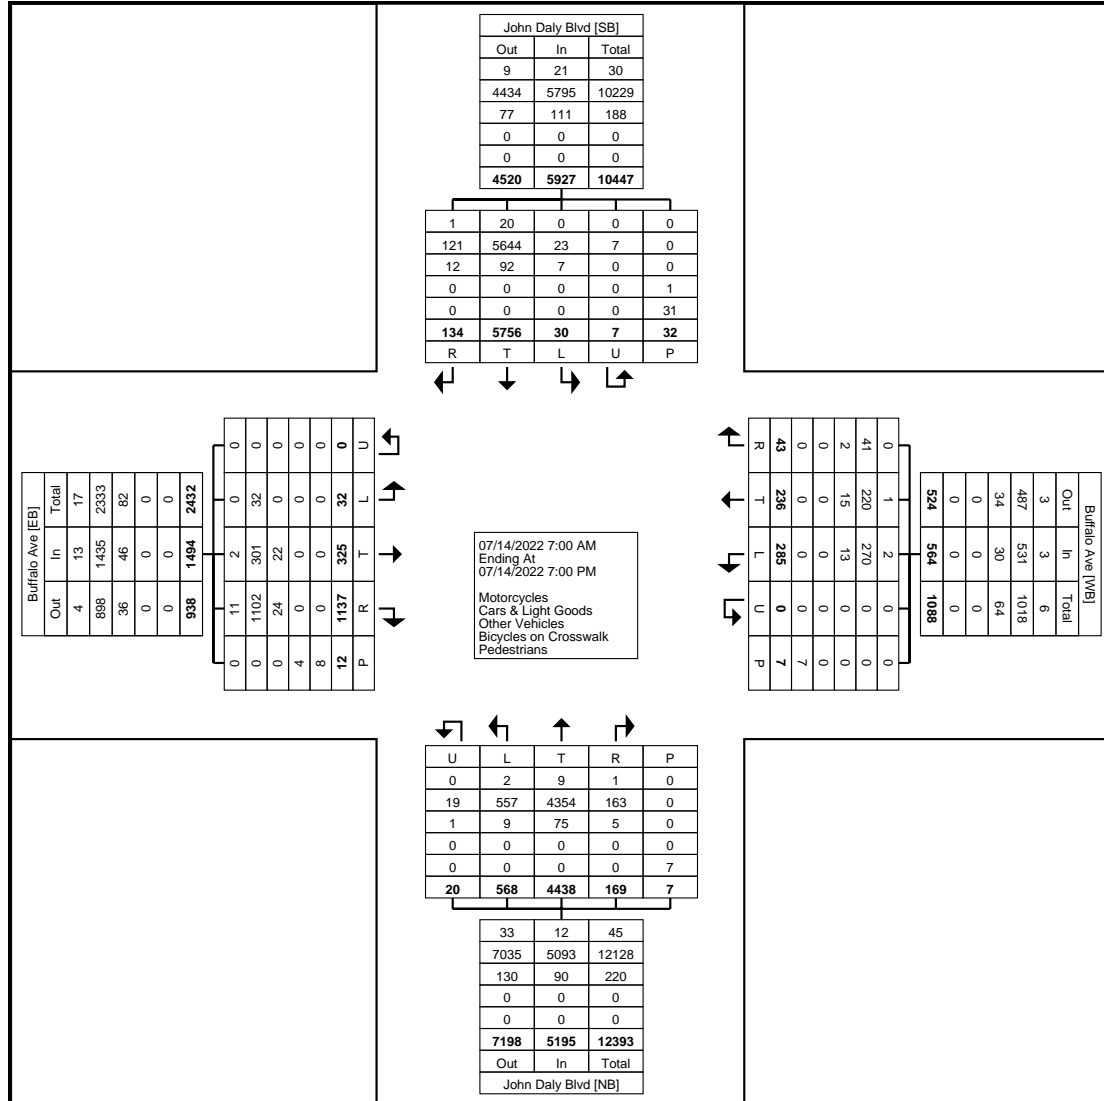 John Daly Blvd [SB]
Out In Total
9 21 30
4434 5795 10229
77 111 188
0 0 0
0 0 0
4520 5927 10447
1 20 0 0 0
121 5644 23 7 0
12 92 7 0 0
0 0 0 0 1
0 0 0 0 31
134 5756 30 7 32
R T L U P
Buffalo Ave [EB]
Total 17 2333 82 0 0 2432
In 13 1435 46 0 0 1494
Out 4 898 36 0 0 938
0 0 0 0 0 0 U
0 32 0 0 0 32 L
2 301 22 0 0 325 T
11 1102 24 0 0 1137 R
0 0 0 4 8 12 P
07/14/2022 7:00 AM
Ending At
07/14/2022 7:00 PM
Motorcycles
Cars & Light Goods
Other Vehicles
Bicycles on Crosswalk
Pedestrians
R 43 0 0 2 41 0
T 236 0 0 15 220 1
L 285 0 0 13 270 2
U 0 0 0 0 0 0
P 7 7 0 0 0 0
Buffalo Ave [WB]
524 0 0 34 487 3 Out
564 0 0 30 531 3 In
1088 0 0 64 1018 6 Total
U L T R P
0 2 9 1 0
19 557 4354 163 0
1 9 75 5 0
0 0 0 0 0
0 0 0 0 7
20 568 4438 169 7
33 12 45
7035 5093 12128
130 90 220
0 0 0
0 0 0
7198 5195 12393
Out In Total
John Daly Blvd [NB]